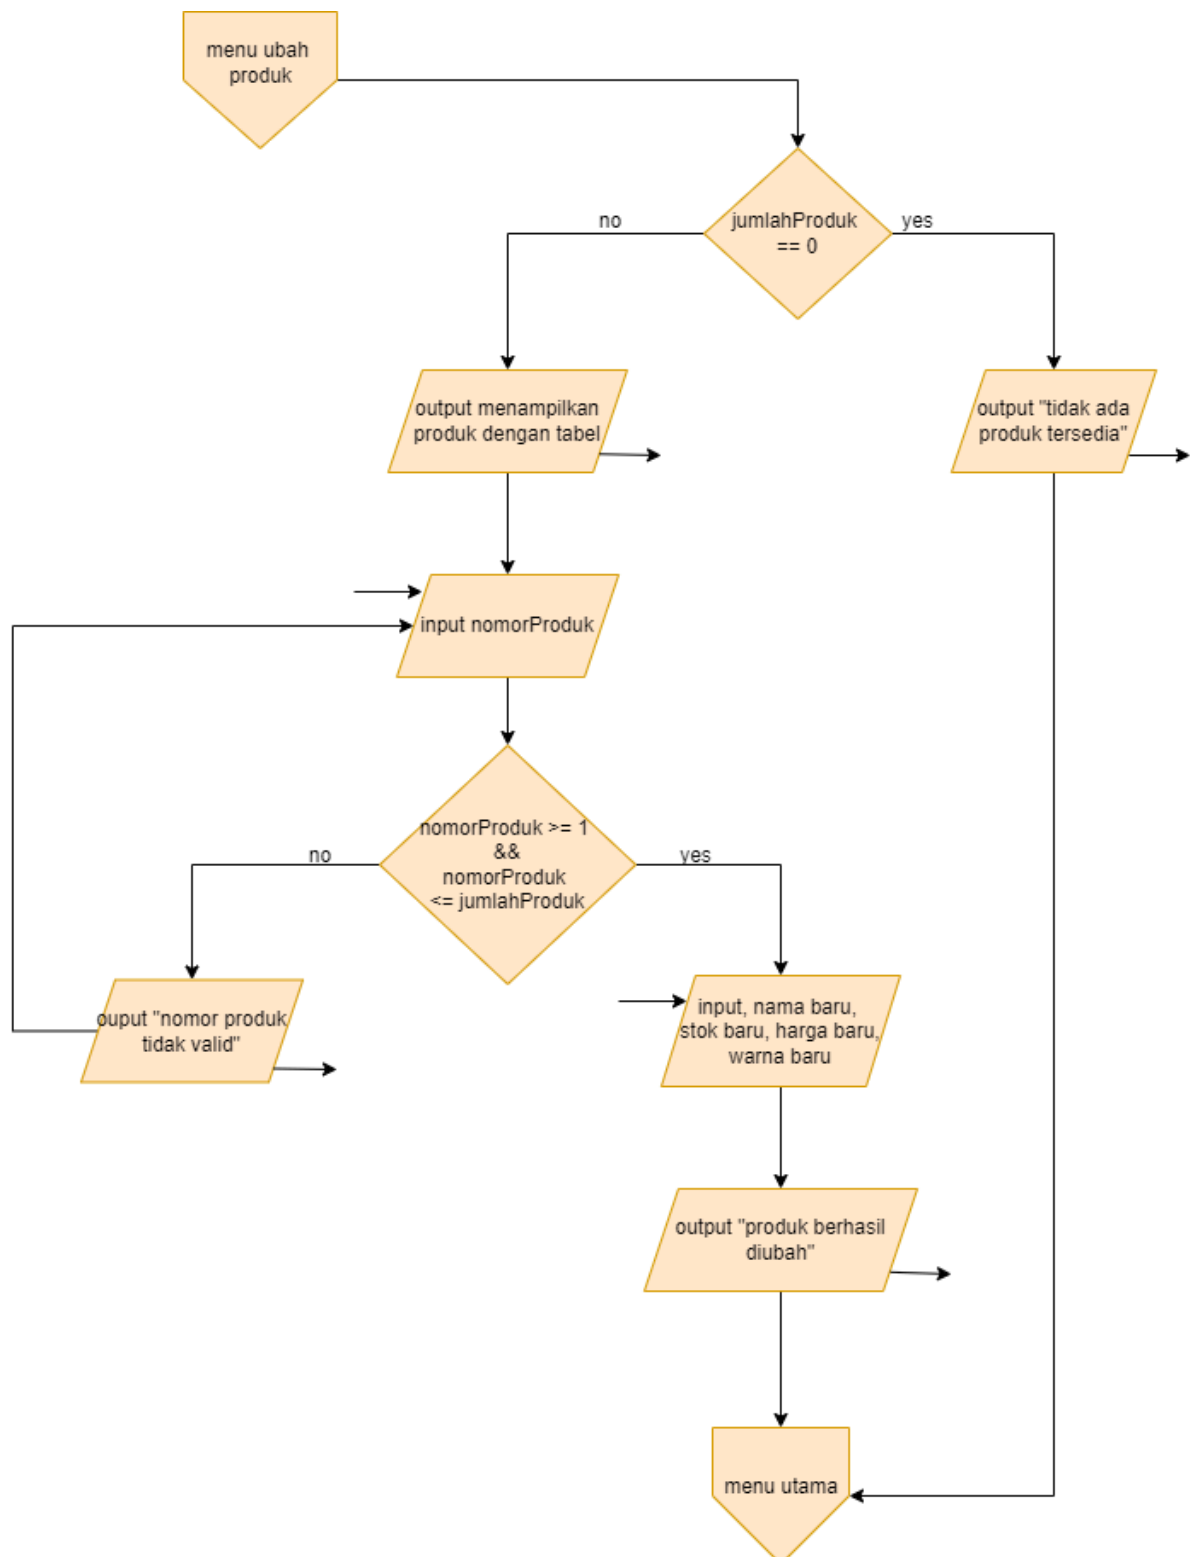 menu ubah
produk
jumlahProduk
== 0
no
yes
output menampilkan
produk dengan tabel
output "tidak ada
produk tersedia"
input nomorProduk
nomorProduk >= 1
&&
nomorProduk
<= jumlahProduk
no
yes
ouput "nomor produk
tidak valid"
input, nama baru,
stok baru, harga baru,
warna baru
output "produk berhasil
diubah"
menu utama